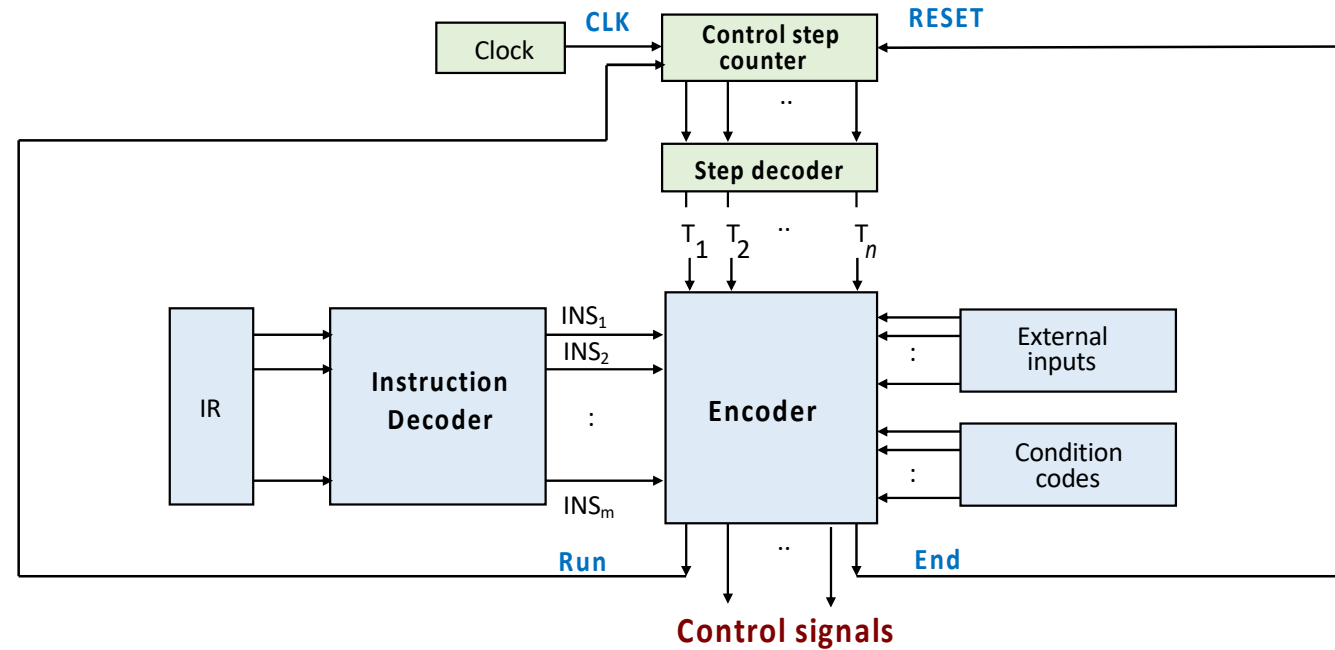 CLK
RESET
Clock
Control step
counter
..
Step decoder
T1 T2 .. Tn
INS1
INS2
:
INSm
IR
Instruction
Decoder
Encoder
External
inputs
:
Condition
codes
:
Run
..
End
Control signals